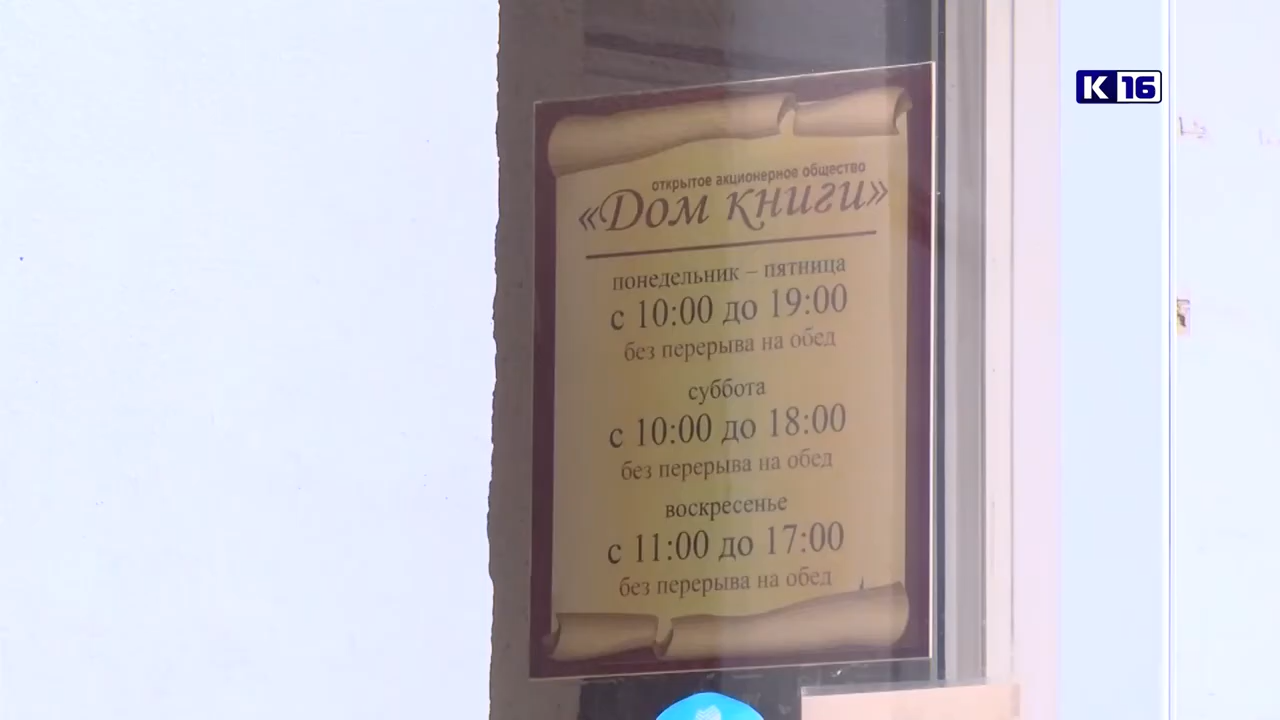 К 16
открытое акционерное общество
«Дом книги»
понедельник – пятница
с 10:00 до 19:00
без перерыва на обед
суббота
с 10:00 до 18:00
без перерыва на обед
воскресенье
с 11:00 до 17:00
без перерыва на обед